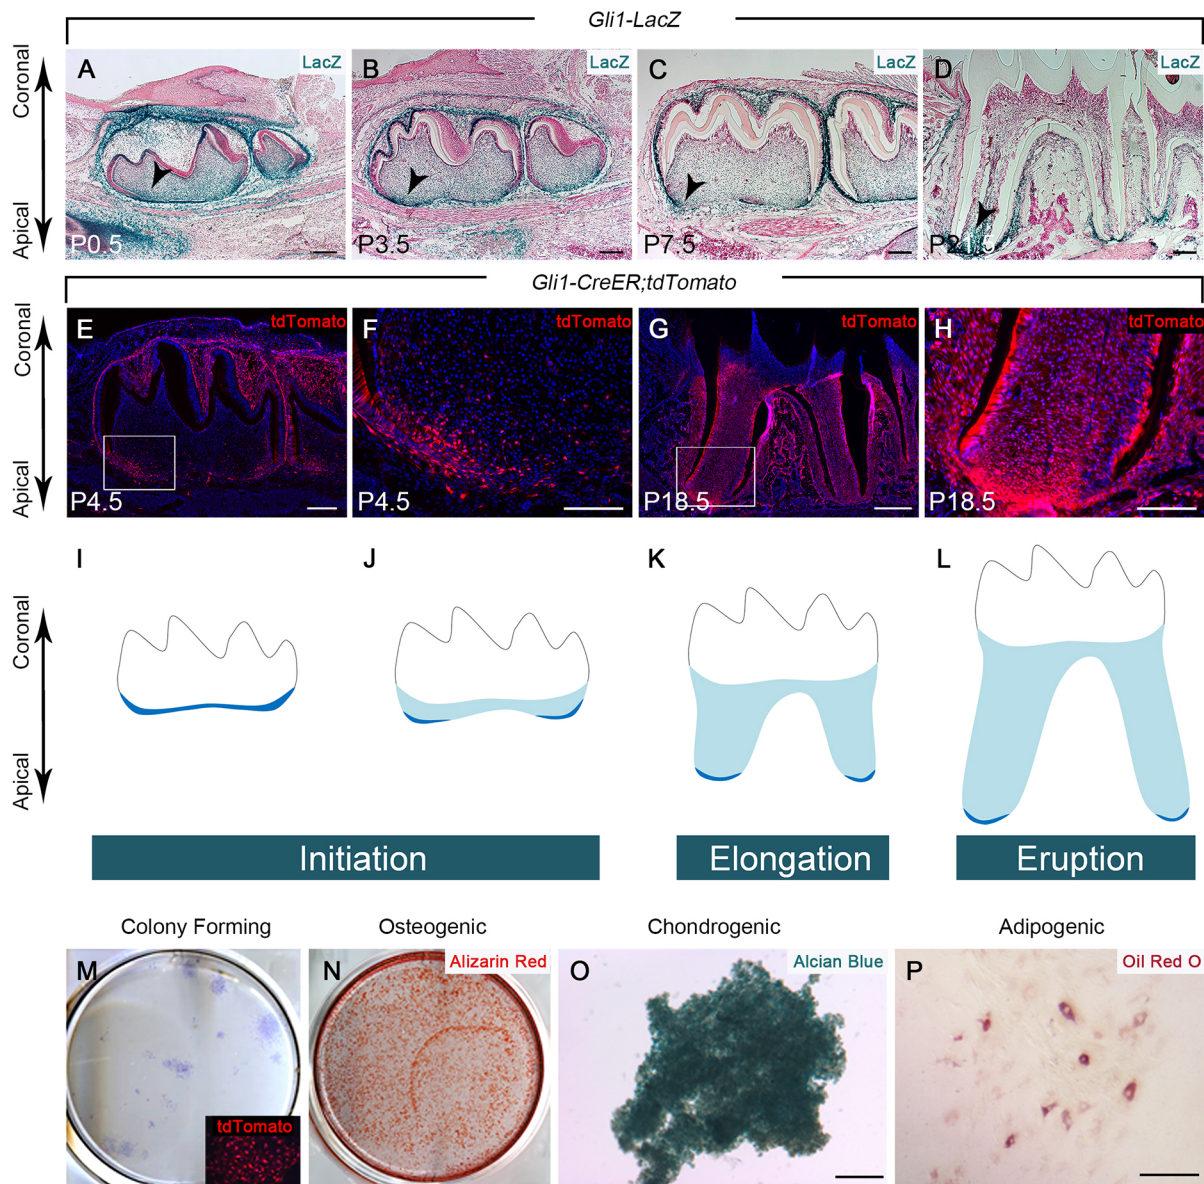 Gli1-LacZ
Coronal
Apical
A
LacZ
P0.5
B
LacZ
P3.5
C
LacZ
P7.5
D
LacZ
Gli1-CreER;tdTomato
Coronal
Apical
E
tdTomato
P4.5
F
tdTomato
P4.5
G
tdTomato
P18.5
H
tdTomato
P18.5
Coronal
Apical
I
J
K
L
Initiation
Elongation
Eruption
Colony Forming
Osteogenic
Chondrogenic
Adipogenic
M
tdTomato
N
Alizarin Red
O
Alcian Blue
P
Oil Red O